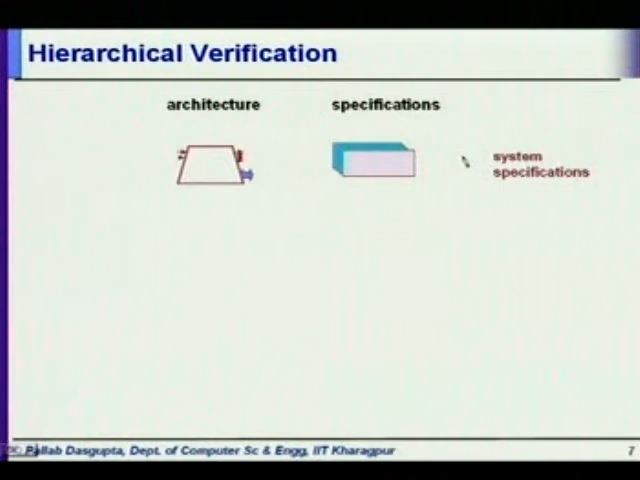 Hierarchical Verification
architecture
specifications
system
specifications
Pallab Dasgupta, Dept. of Computer Sc & Engg, IIT Kharagpur
7